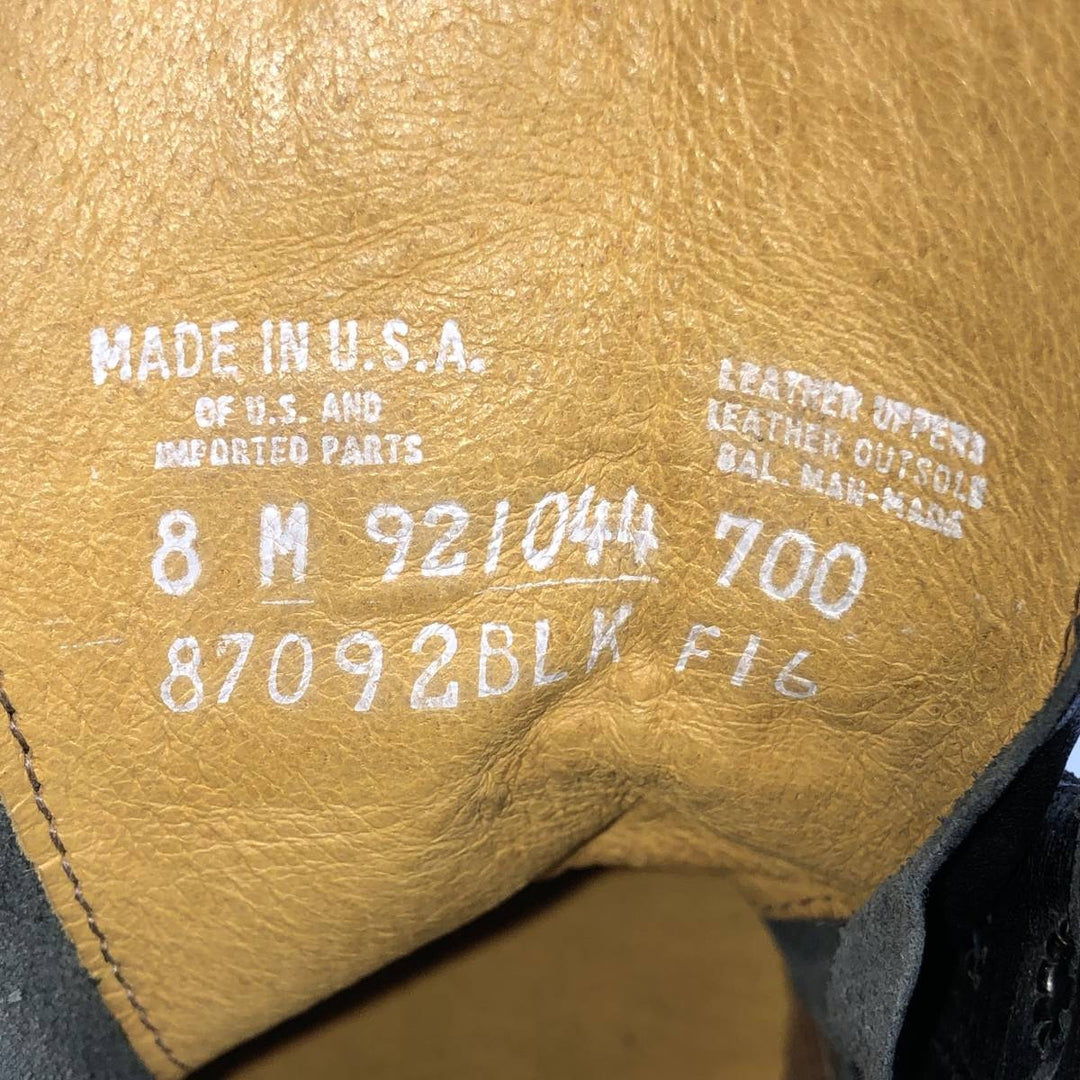 MADE IN U.S.A.
OF U.S. AND
IMPORTED PARTS
LEATHER UPPERS
LEATHER OUTSOLE
BAL. MAN-MADE
8 M 921044 700
87092BLK F16